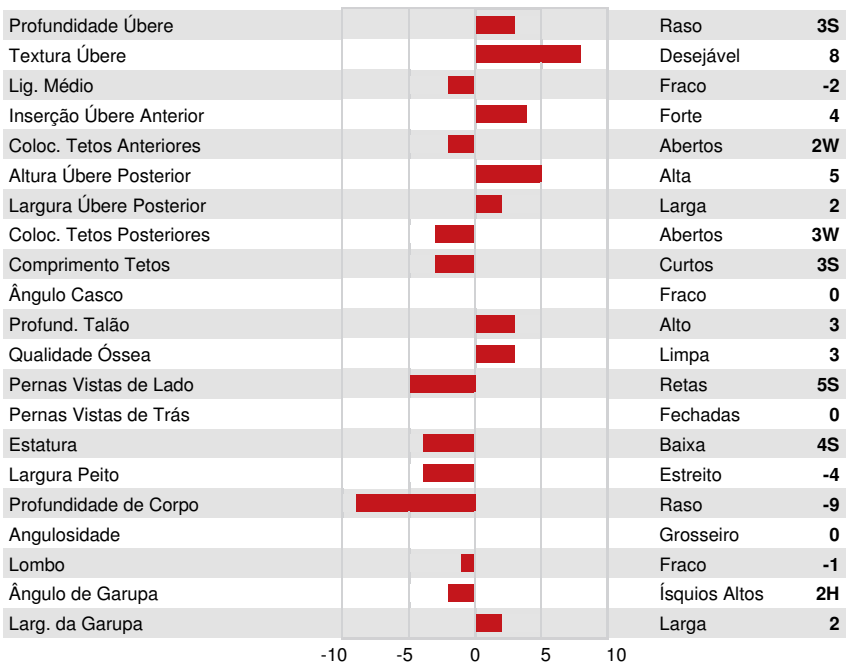 Profundidade Úbere Raso 3S
Textura Úbere Desejável 8
Lig. Médio Fraco -2
Inserção Úbere Anterior Forte 4
Coloc. Tetos Anteriores Abertos 2W
Altura Úbere Posterior Alta 5
Largura Úbere Posterior Larga 2
Coloc. Tetos Posteriores Abertos 3W
Comprimento Tetos Curtos 3S
Ângulo Casco Fraco 0
Profund. Talão Alto 3
Qualidade Óssea Limpa 3
Pernas Vistas de Lado Retas 5S
Pernas Vistas de Trás Fechadas 0
Estatura Baixa 4S
Largura Peito Estreito -4
Profundidade de Corpo Raso -9
Angulosidade Grosseiro 0
Lombo Fraco -1
Ângulo de Garupa Ísquios Altos 2H
Larg. da Garupa Larga 2
-10 -5 0 5 10